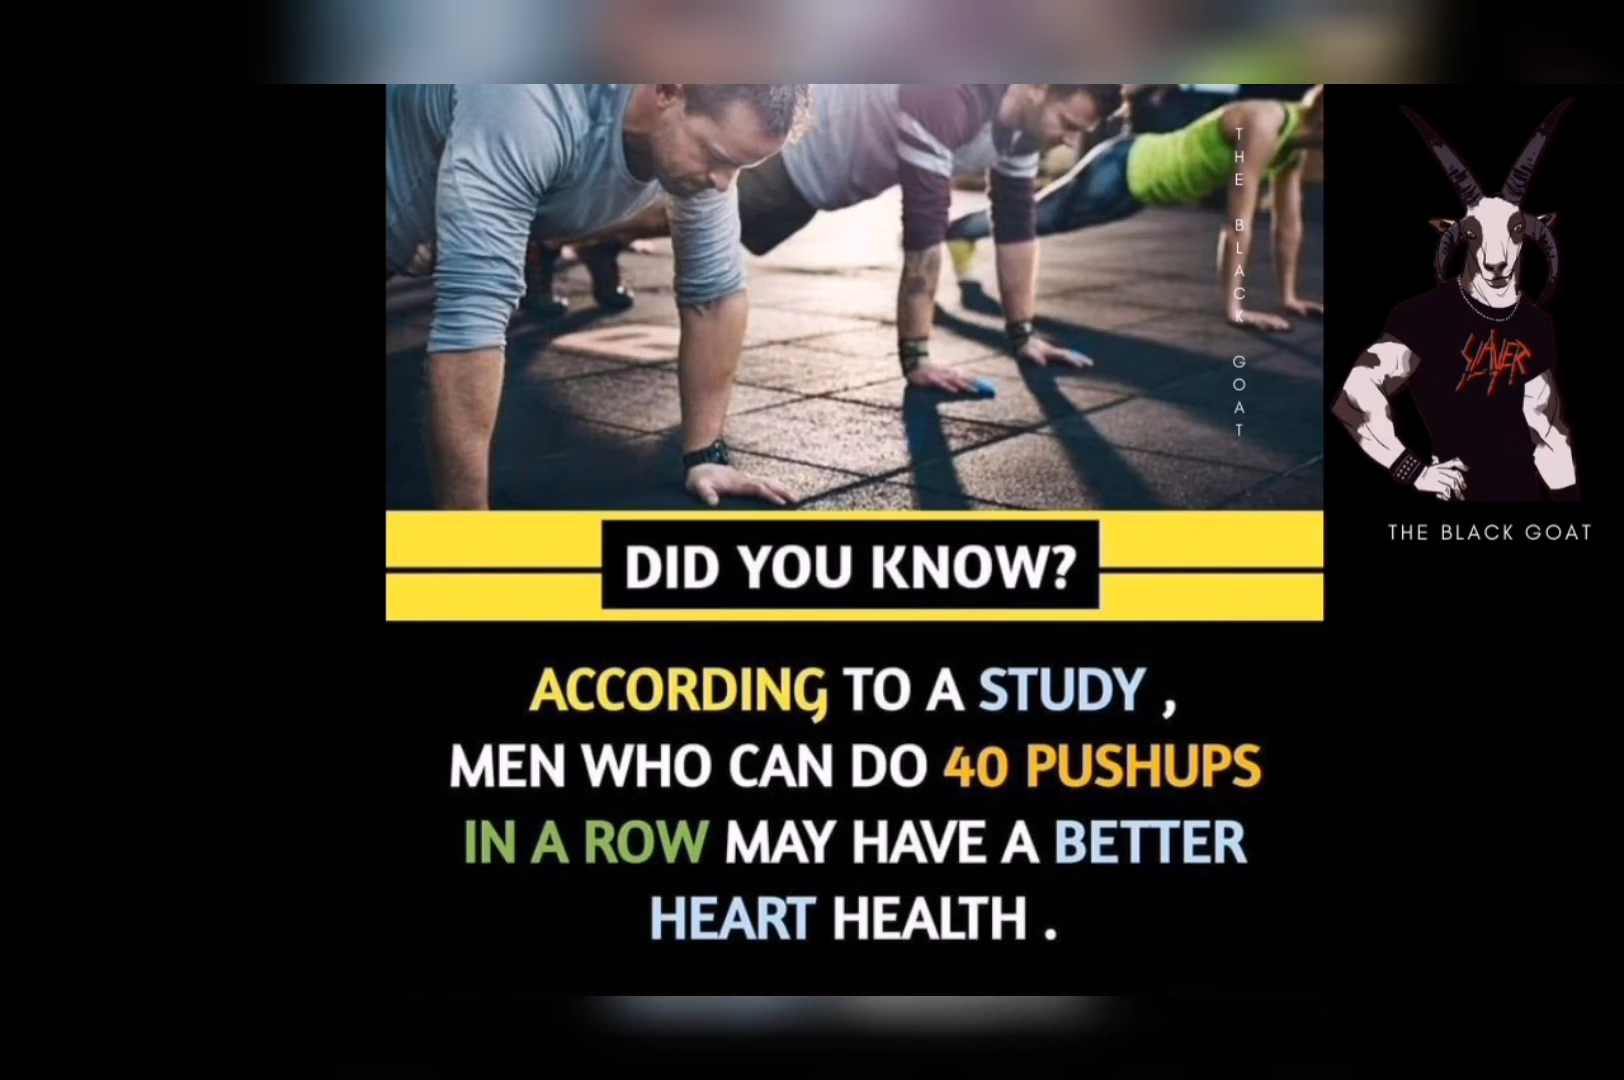 THE BLACK GOAT
SLAYER
THE BLACK GOAT
DID YOU KNOW?
ACCORDING TO A STUDY ,
MEN WHO CAN DO 40 PUSHUPS
IN A ROW MAY HAVE A BETTER
HEART HEALTH .